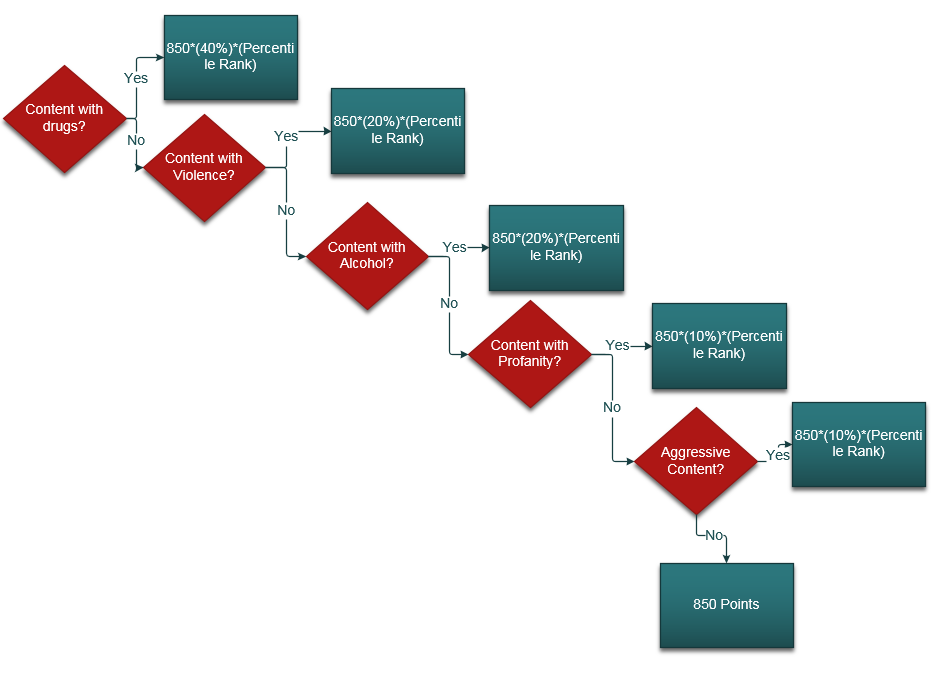 850*(40%)*(Percenti
le Rank)
Yes
Content with
drugs?
No
850*(20%)*(Percenti
le Rank)
Yes
Content with
Violence?
No
850*(20%)*(Percenti
le Rank)
Yes
Content with
Alcohol?
No
850*(10%)*(Percenti
le Rank)
Yes
Content with
Profanity?
No
850*(10%)*(Percenti
le Rank)
Yes
Aggressive
Content?
No
850 Points